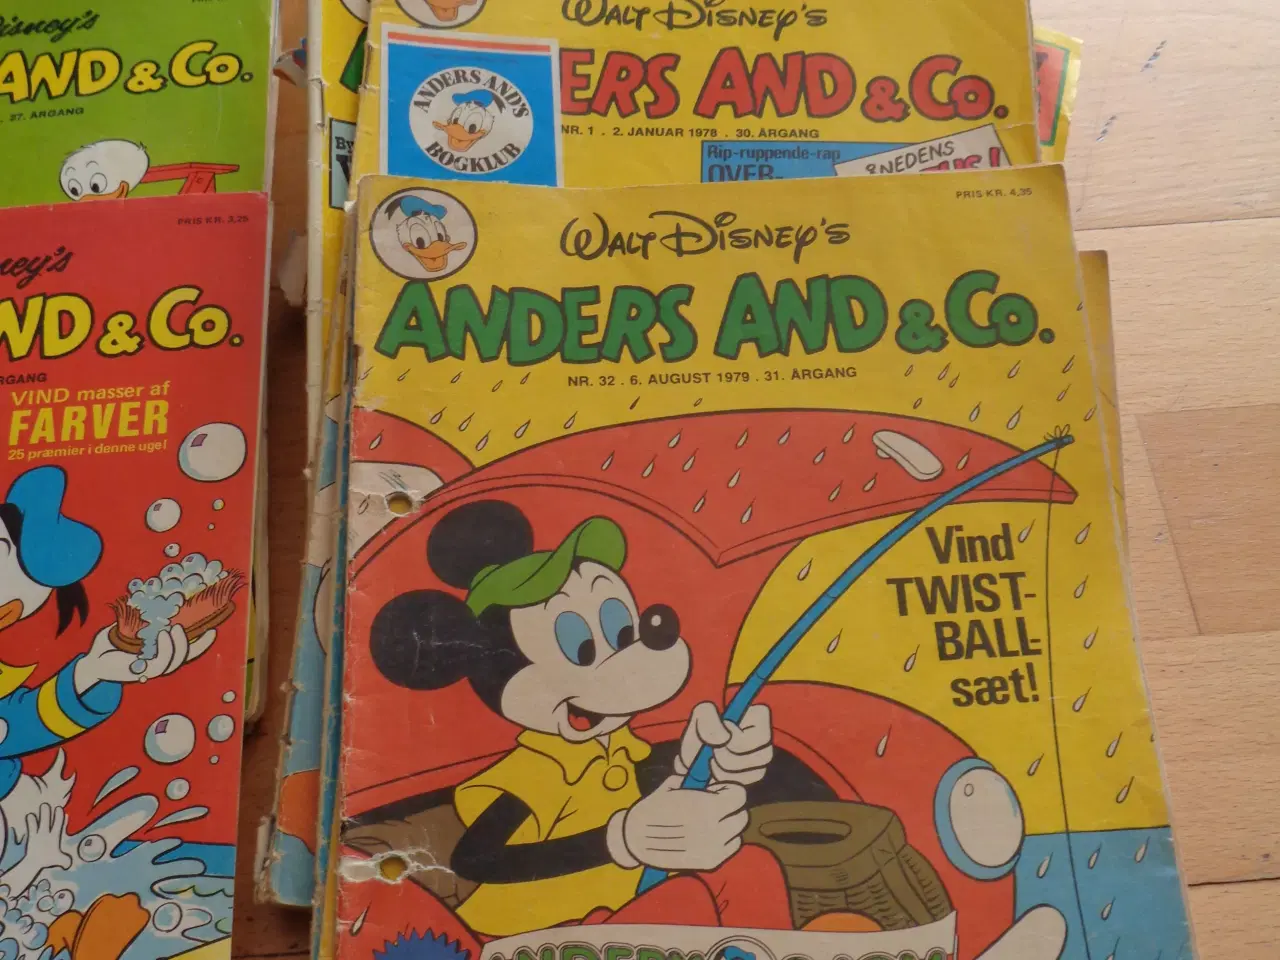 Disney's
AND & Co.
. 27. ÅRGANG
WALT DISNEY'S
ERS AND & Co.
ANDERS AND'S
BOGKLUB
NR. 1 . 2. JANUAR 1978 . 30. ÅRGANG
Rip-ruppende-rap
OVER-
8NEDENS
PRIS KR. 3,25
ney's
ND & Co.
RGANG
VIND masser af
FARVER
25 præmier i denne uge!
PRIS KR. 4,35
WALT DISNEY'S
ANDERS AND & Co.
NR. 32 . 6. AUGUST 1979 . 31. ÅRGANG
Vind
TWIST-
BALL-
sæt!